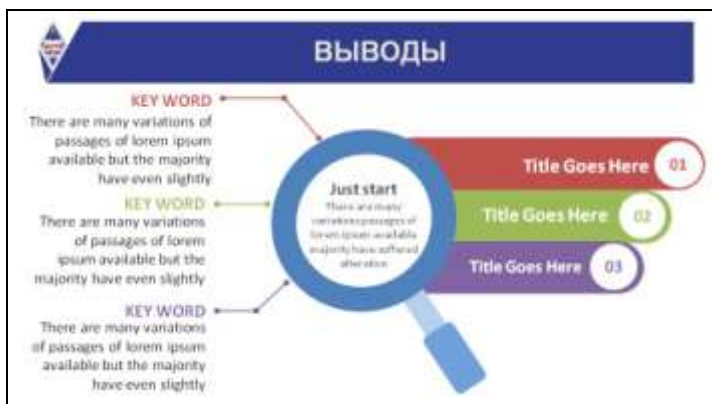 ВЫВОДЫ
KEY WORD
There are many variations of
passages of lorem ipsum
available but the majority
have even slightly
KEY WORD
There are many variations
of passages of lorem
ipsum available but the
majority have even slightly
KEY WORD
There are many variations
of passages of lorem ipsum
available but the majority
have even slightly
Just start
There are many
variations passages of
lorem ipsum available
majority have suffered
alteration
Title Goes Here 01
Title Goes Here 02
Title Goes Here 03